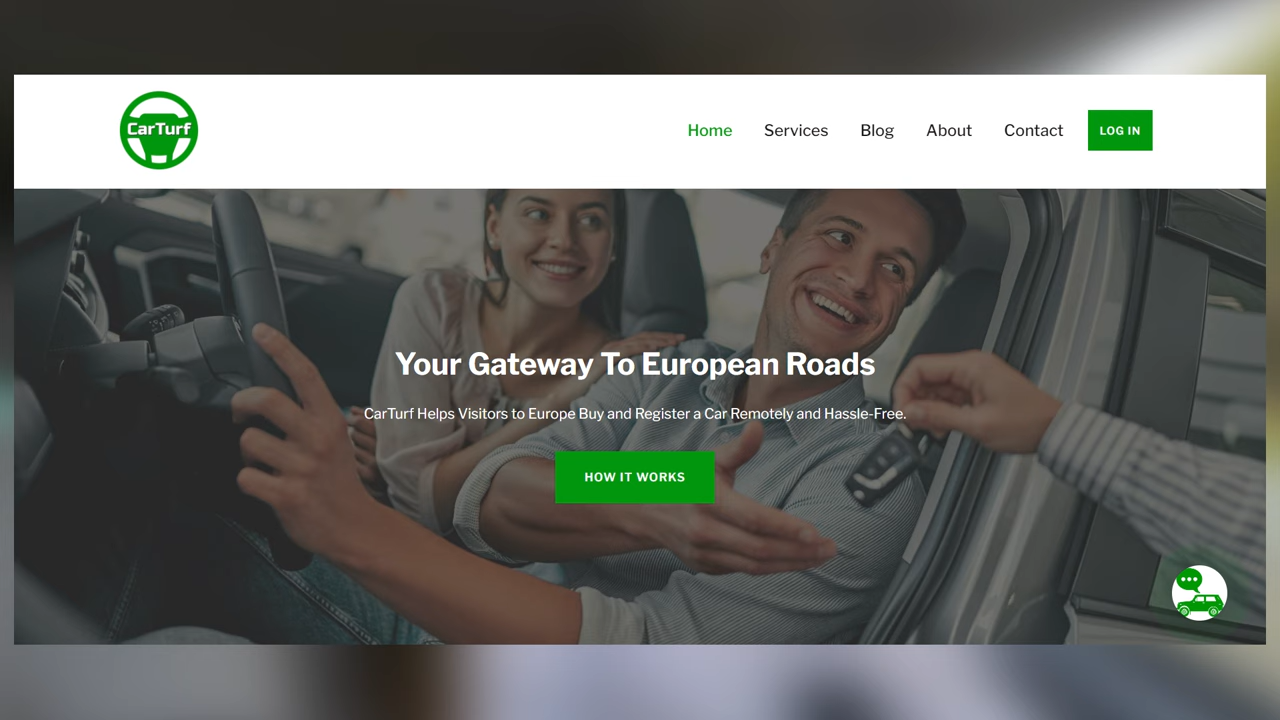 CarTurf
Home Services Blog About Contact LOG IN
Your Gateway To European Roads
CarTurf Helps Visitors to Europe Buy and Register a Car Remotely and Hassle-Free.
HOW IT WORKS